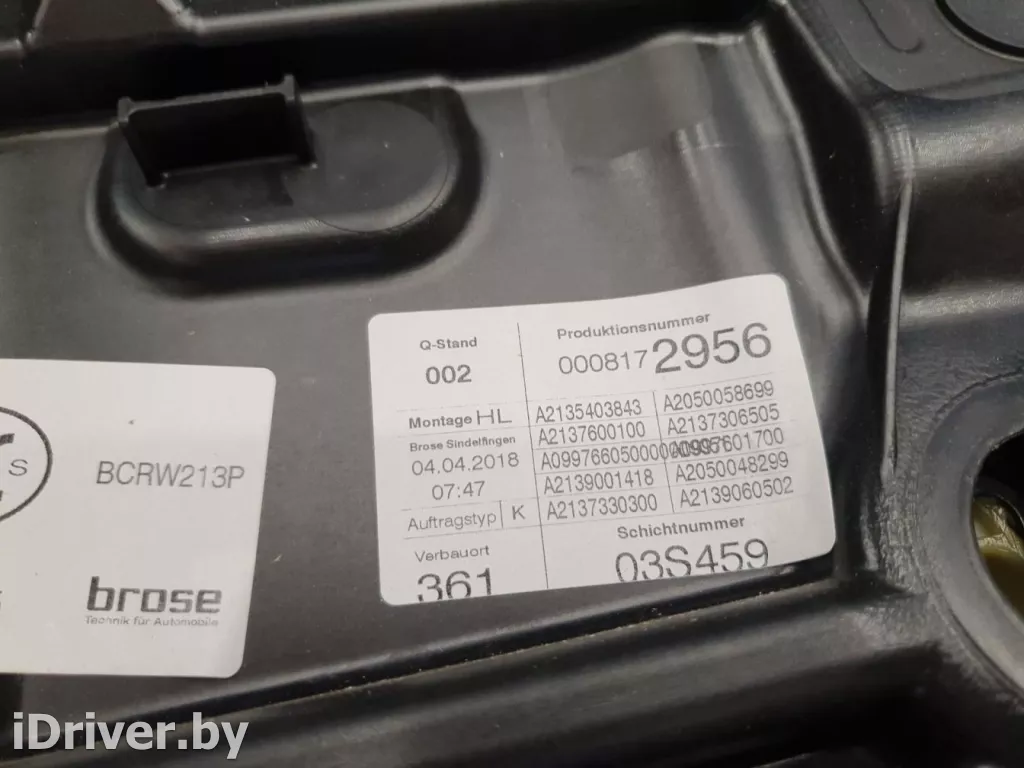 Q-Stand
002
Produktionsnummer
0008172956
Montage HL
Brose Sindelfingen
04.04.2018
07:47
Auftragstyp K
A2135403843 A2050058699
A2137600100 A2137306505
A2139001418 A2050048299
A2137330300 A2139060502
Verbauort
361
Schichtnummer
03S459
S
BCRW213P
brose
Technik für Automobile
iDriver.by